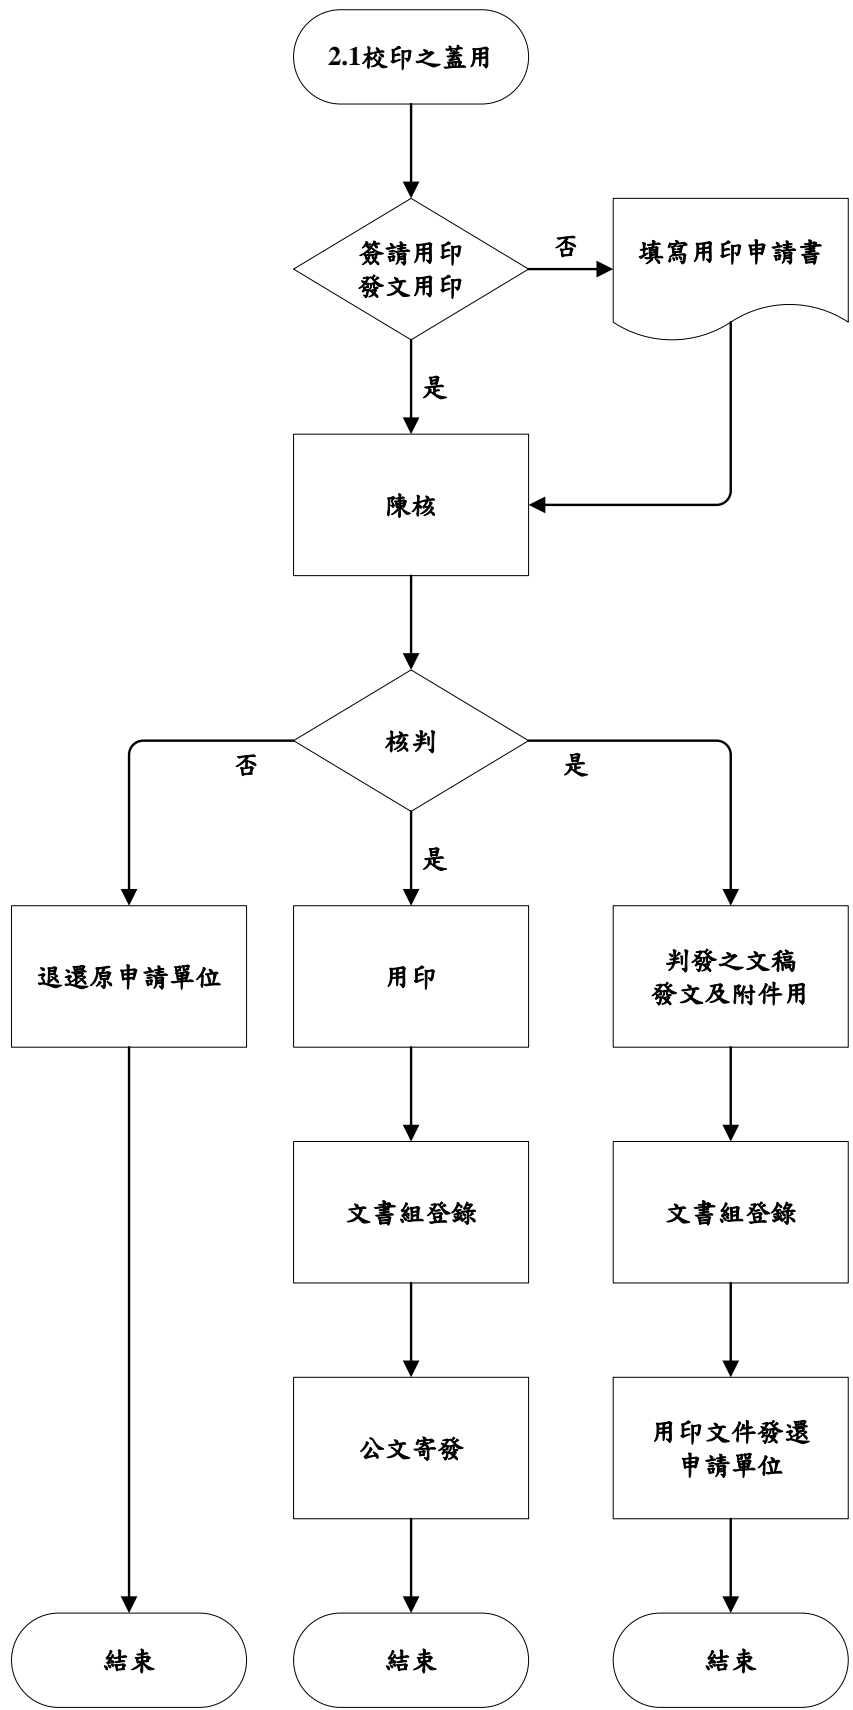 2.1校印之蓋用
簽請用印
發文用印
否
填寫用印申請書
是
陳核
核判
否
是
是
退還原申請單位
用印
判發之文稿
發文及附件用
文書組登錄
文書組登錄
公文寄發
用印文件發還
申請單位
結束
結束
結束